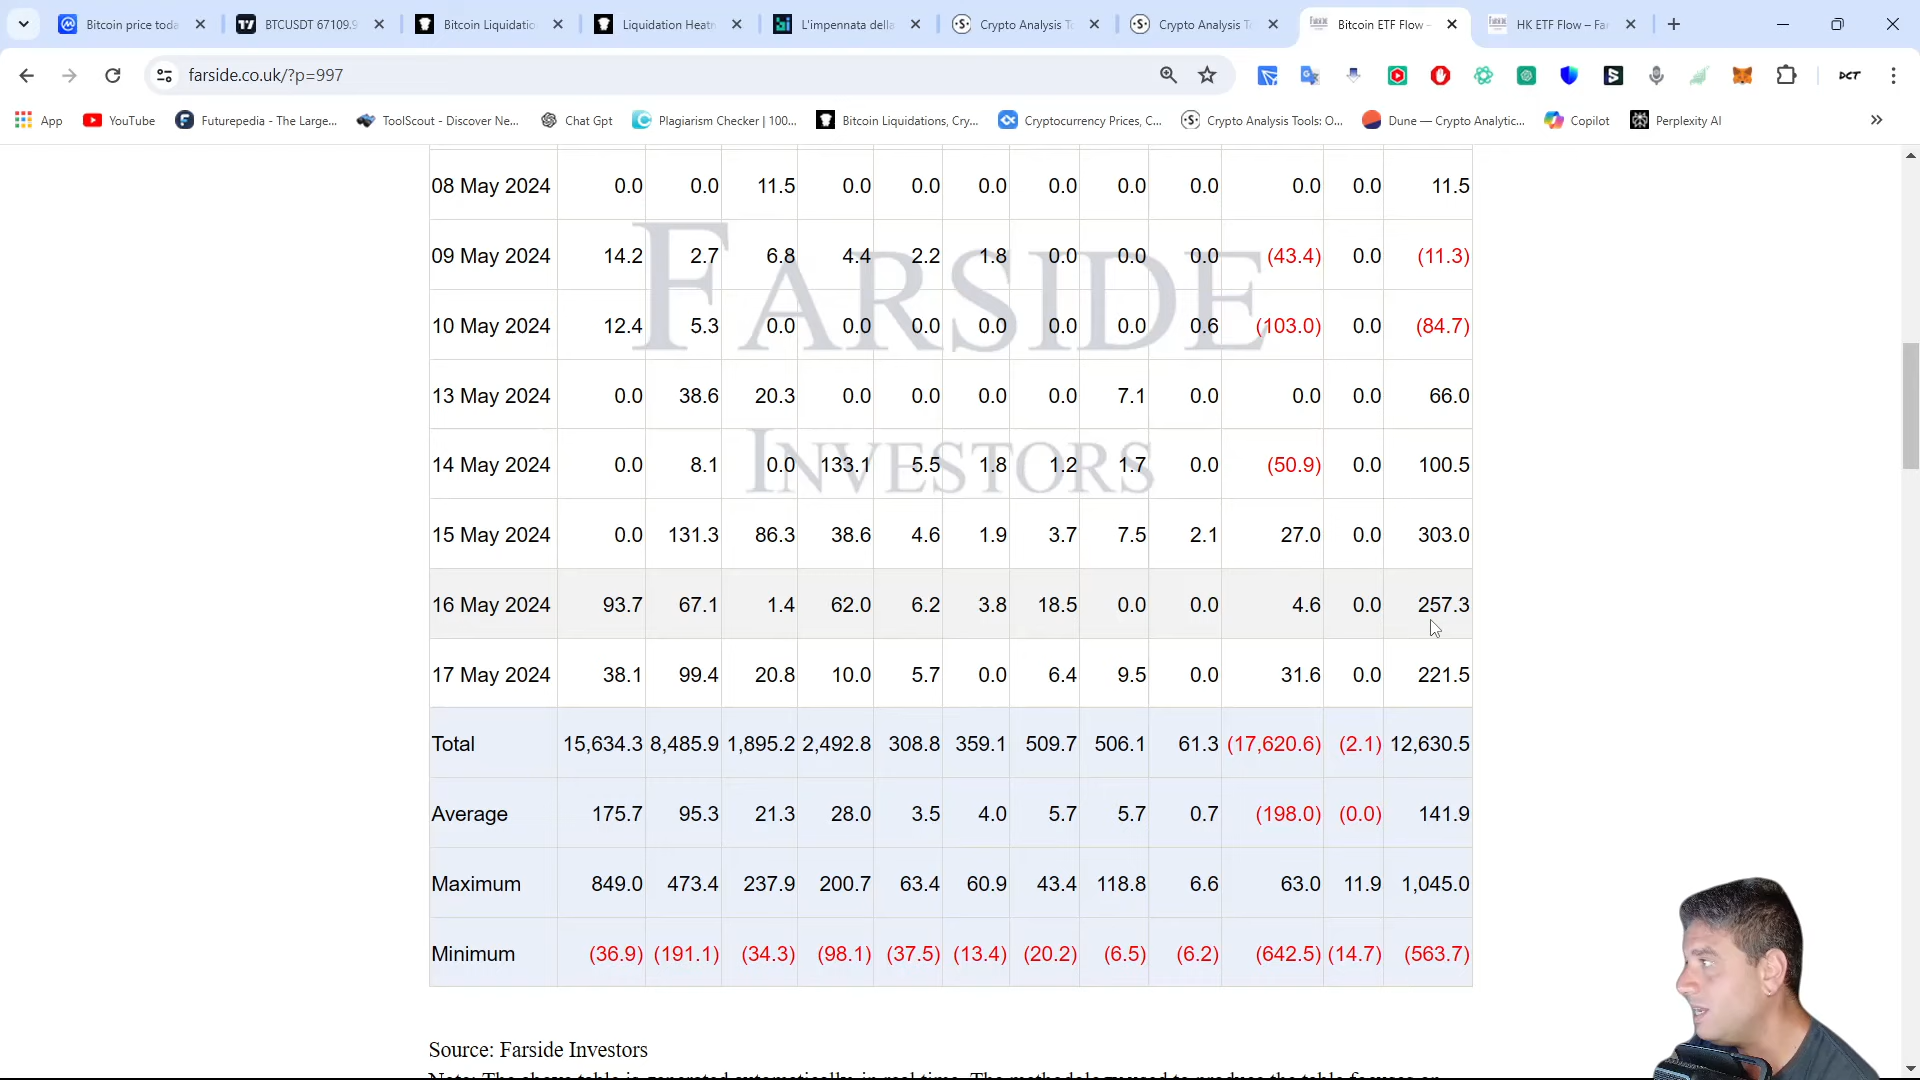 Bitcoin price toda
BTCUSDT 67109.9
Bitcoin Liquidatio
Liquidation Heatm
L'impennata della
Crypto Analysis To
Crypto Analysis To
Bitcoin ETF Flow –
HK ETF Flow – Far
farside.co.uk/?p=997
DCT
App
YouTube
Futurepedia - The Large...
ToolScout - Discover Ne...
Chat Gpt
Plagiarism Checker | 100...
Bitcoin Liquidations, Cry...
Cryptocurrency Prices, C...
Crypto Analysis Tools: O...
Dune — Crypto Analytic...
Copilot
Perplexity AI
08 May 2024 0.0 0.0 11.5 0.0 0.0 0.0 0.0 0.0 0.0 0.0 0.0 11.5
09 May 2024 14.2 2.7 6.8 4.4 2.2 1.8 0.0 0.0 0.0 (43.4) 0.0 (11.3)
10 May 2024 12.4 5.3 0.0 0.0 0.0 0.0 0.0 0.0 0.6 (103.0) 0.0 (84.7)
FARSIDE
13 May 2024 0.0 38.6 20.3 0.0 0.0 0.0 0.0 7.1 0.0 0.0 0.0 66.0
14 May 2024 0.0 8.1 0.0 133.1 5.5 1.8 1.2 1.7 0.0 (50.9) 0.0 100.5
INVESTORS
15 May 2024 0.0 131.3 86.3 38.6 4.6 1.9 3.7 7.5 2.1 27.0 0.0 303.0
16 May 2024 93.7 67.1 1.4 62.0 6.2 3.8 18.5 0.0 0.0 4.6 0.0 257.3
17 May 2024 38.1 99.4 20.8 10.0 5.7 0.0 6.4 9.5 0.0 31.6 0.0 221.5
Total 15,634.3 8,485.9 1,895.2 2,492.8 308.8 359.1 509.7 506.1 61.3 (17,620.6) (2.1) 12,630.5
Average 175.7 95.3 21.3 28.0 3.5 4.0 5.7 5.7 0.7 (198.0) (0.0) 141.9
Maximum 849.0 473.4 237.9 200.7 63.4 60.9 43.4 118.8 6.6 63.0 11.9 1,045.0
Minimum (36.9) (191.1) (34.3) (98.1) (37.5) (13.4) (20.2) (6.5) (6.2) (642.5) (14.7) (563.7)
Source: Farside Investors